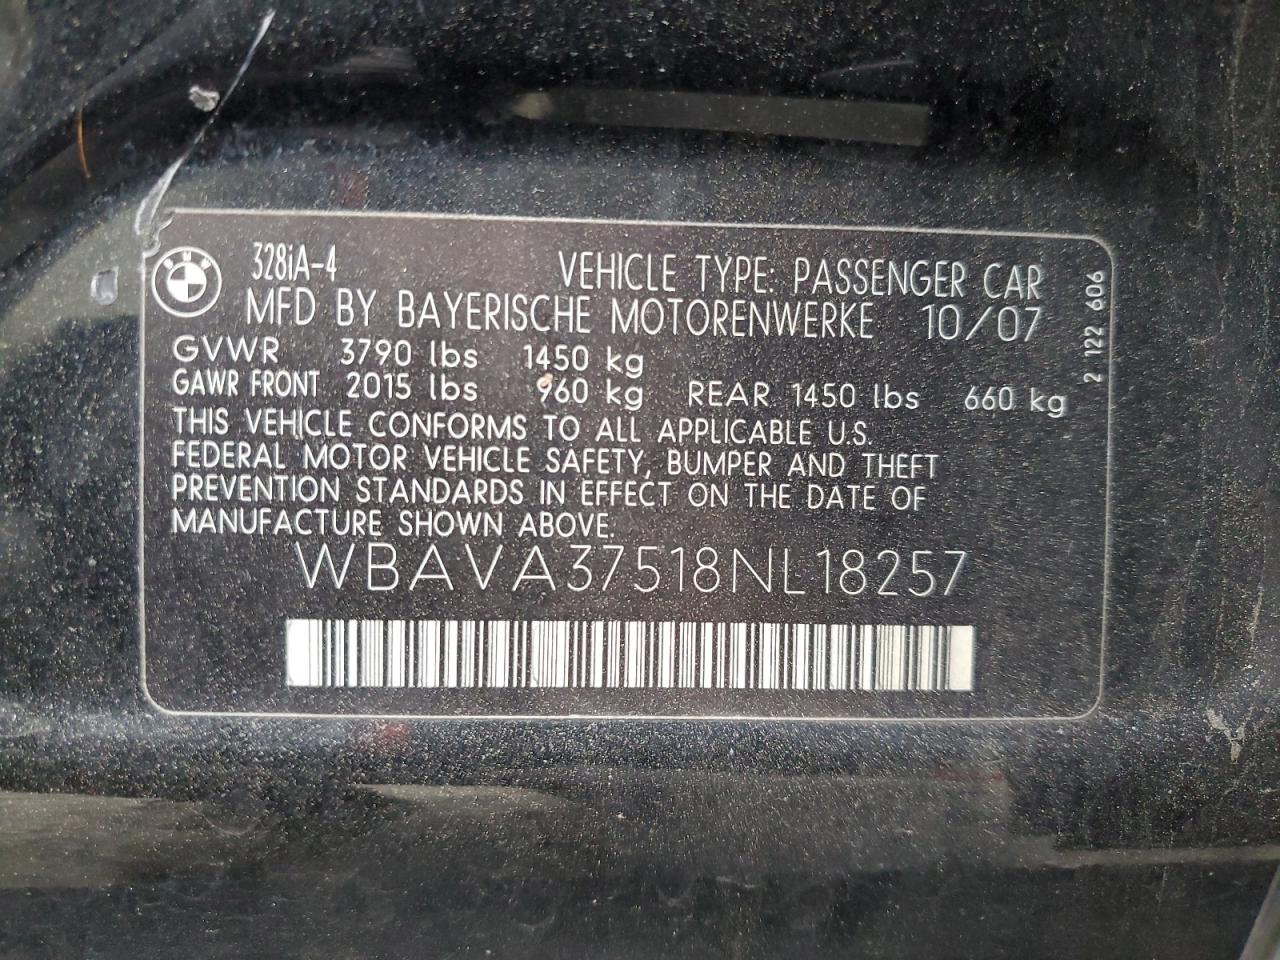 BMW
328iA-4 VEHICLE TYPE: PASSENGER CAR
MFD BY BAYERISCHE MOTORENWERKE 10/07
GVWR 3790 lbs 1450 kg
GAWR FRONT 2015 lbs 960 kg REAR 1450 lbs 660 kg
THIS VEHICLE CONFORMS TO ALL APPLICABLE U.S.
FEDERAL MOTOR VEHICLE SAFETY, BUMPER AND THEFT
PREVENTION STANDARDS IN EFFECT ON THE DATE OF
MANUFACTURE SHOWN ABOVE.
WBAVA37518NL18257
2 122 606